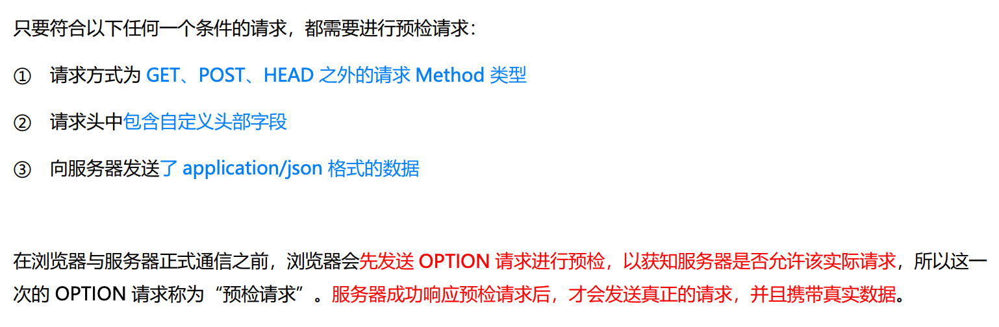 只要符合以下任何一个条件的请求，都需要进行预检请求：
① 请求方式为 GET、POST、HEAD 之外的请求 Method 类型
② 请求头中包含自定义头部字段
③ 向服务器发送了 application/json 格式的数据
在浏览器与服务器正式通信之前，浏览器会先发送 OPTION 请求进行预检，以获知服务器是否允许该实际请求，所以这一
次的 OPTION 请求称为“预检请求”。服务器成功响应预检请求后，才会发送真正的请求，并且携带真实数据。